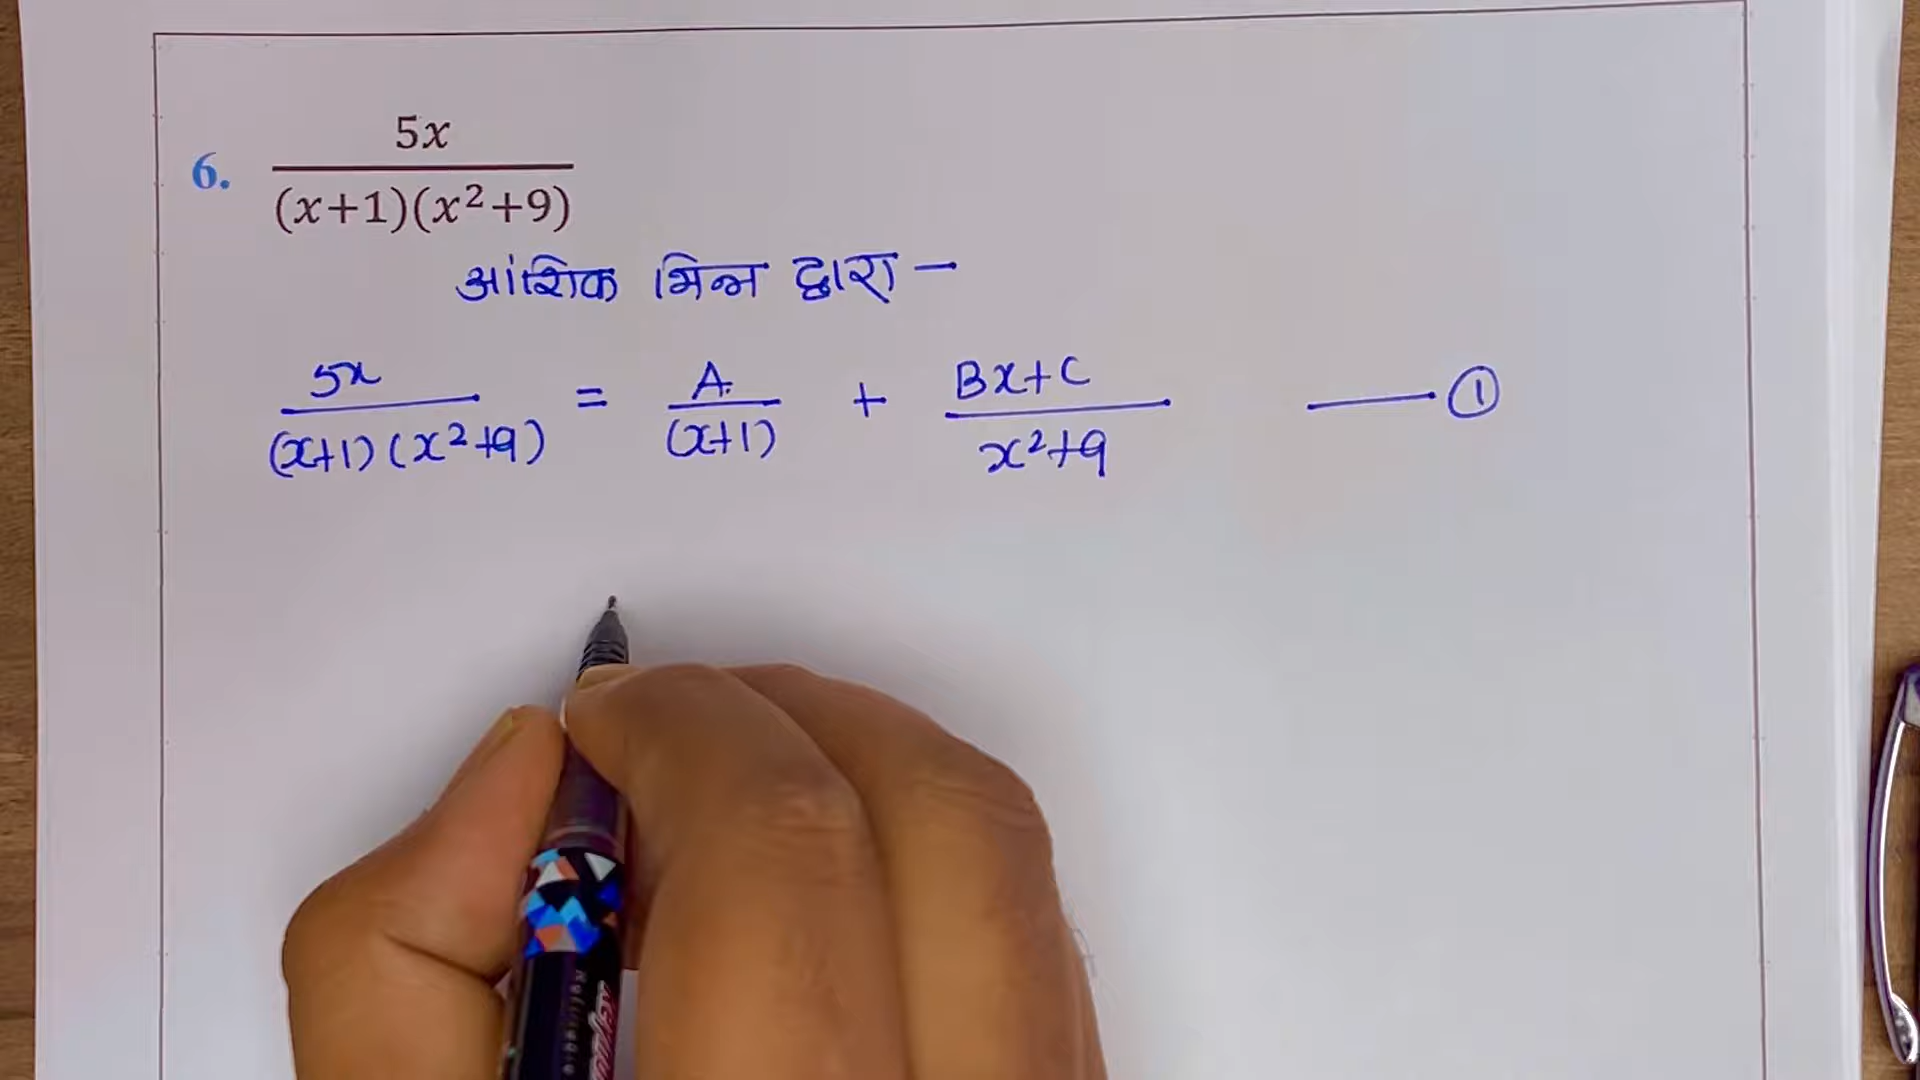 6. 5x / (x+1)(x²+9)
आंशिक भिन्न द्वारा –
5x / (x+1)(x²+9) = A / (x+1) + Bx+C / x²+9 —— ①